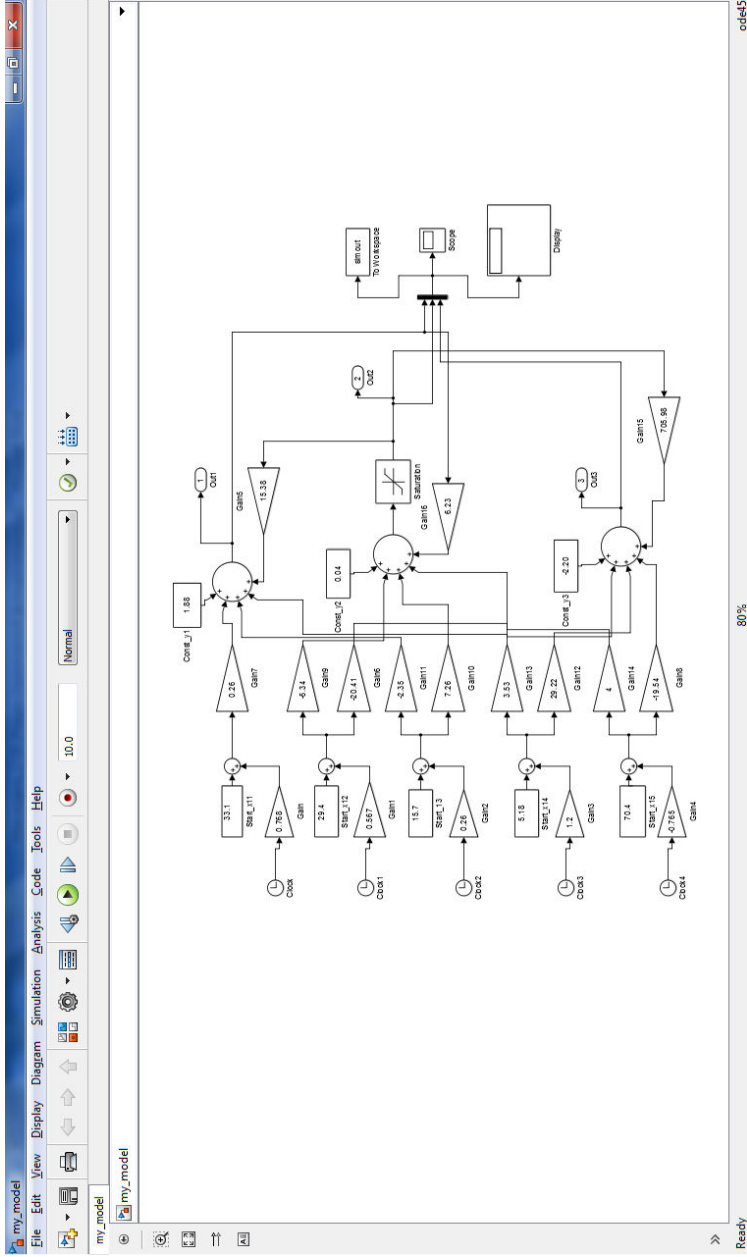 my_model
File Edit View Display Diagram Simulation Analysis Code Tools Help
10.0
Normal
my_model
my_model
Clock
0.768
Gain
33.1
Start_x11
0.26
Gain7
1.88
Const_y1
1
Out1
15.38
Gain5
Clock1
0.567
Gain1
29.4
Start_x12
-6.34
Gain9
-20.41
Gain6
0.04
Const_y2
Saturation
2
Out2
6.23
Gain16
simout
To Workspace
Scope
Display
Clock2
0.26
Gain2
15.7
Start_13
-2.35
Gain11
7.26
Gain10
Clock3
1.2
Gain3
5.18
Start_x14
3.53
Gain13
29.22
Gain12
-2.20
Const_y3
3
Out3
705.98
Gain15
Clock4
-0.765
Gain4
70.4
Start_x15
4
Gain14
-19.54
Gain8
Ready
80%
ode45